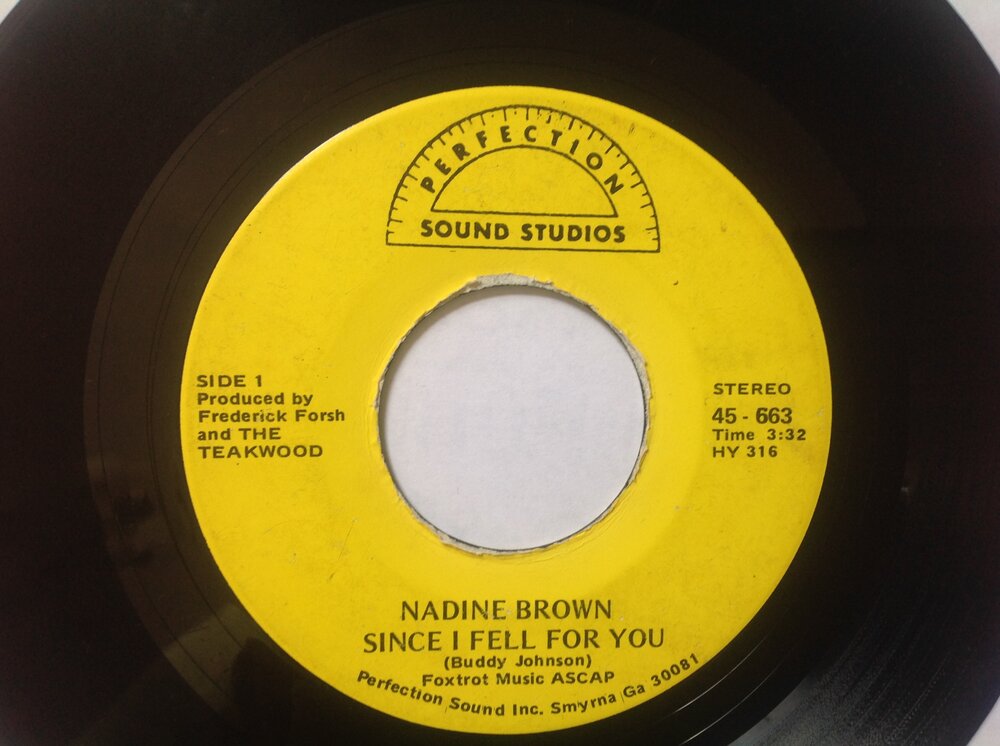 PERFECTION
SOUND STUDIOS
SIDE 1
Produced by
Frederick Forsh
and THE
TEAKWOOD
STEREO
45 - 663
Time 3:32
HY 316
NADINE BROWN
SINCE I FELL FOR YOU
(Buddy Johnson)
Foxtrot Music ASCAP
Perfection Sound Inc. Smyrna Ga 30081